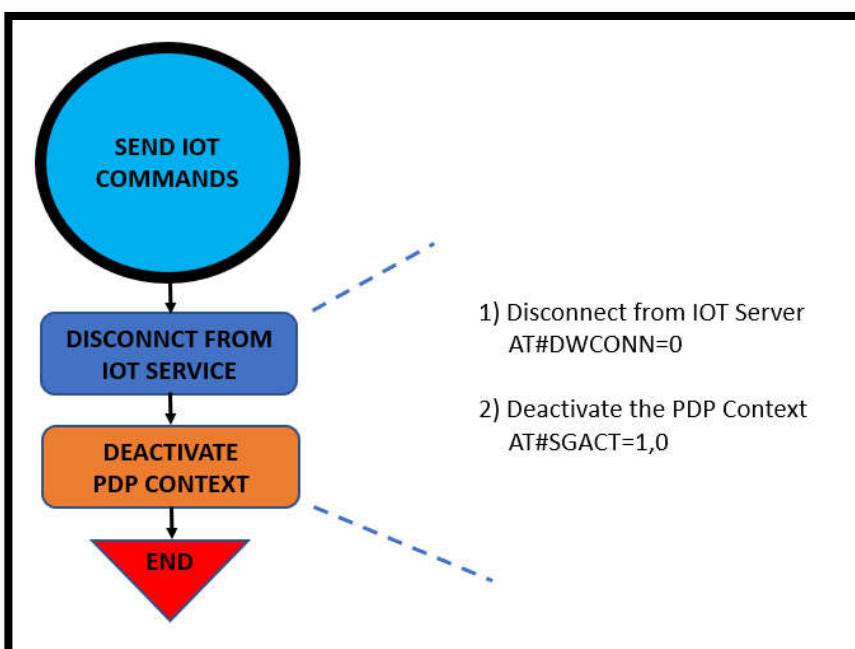 SEND IOT
COMMANDS
DISCONNCT FROM
IOT SERVICE
DEACTIVATE
PDP CONTEXT
END
1) Disconnect from IOT Server
AT#DWCONN=0
2) Deactivate the PDP Context
AT#SGACT=1,0